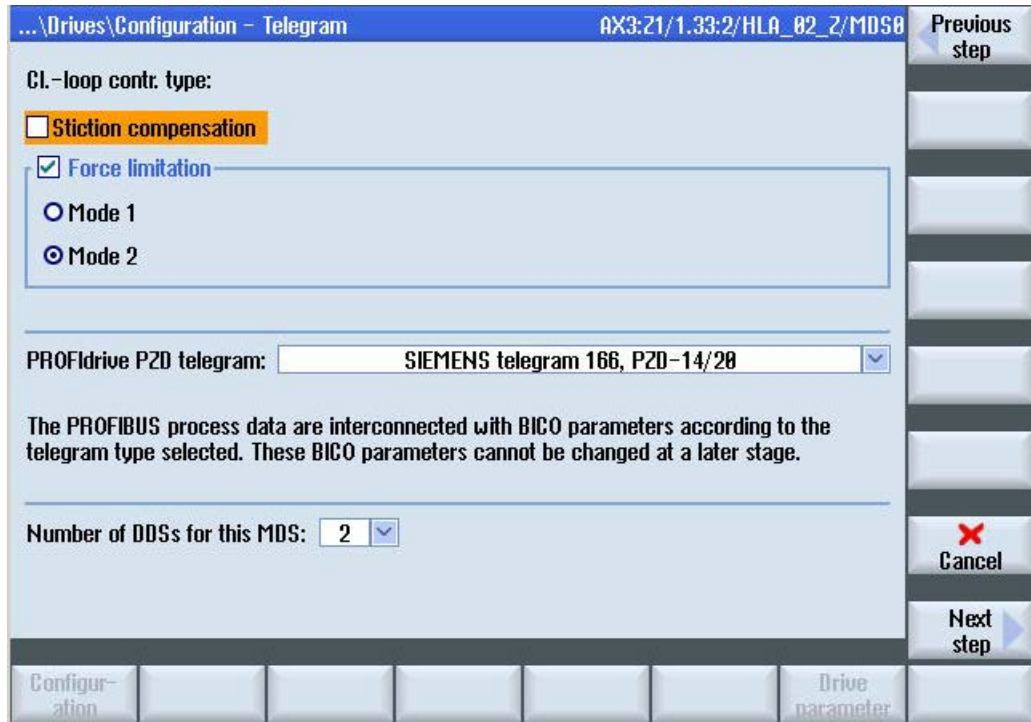 ...\Drives\Configuration - Telegram AX3:Z1/1.33:2/HLA_02_Z/MDS0
Previous
step
Cl.-loop contr. type:
Stiction compensation
Force limitation
Mode 1
Mode 2
PROFIdrive PZD telegram: SIEMENS telegram 166, PZD-14/20
The PROFIBUS process data are interconnected with BICO parameters according to the
telegram type selected. These BICO parameters cannot be changed at a later stage.
Number of DDSs for this MDS: 2
Cancel
Next
step
Configur-
ation
Drive
parameter